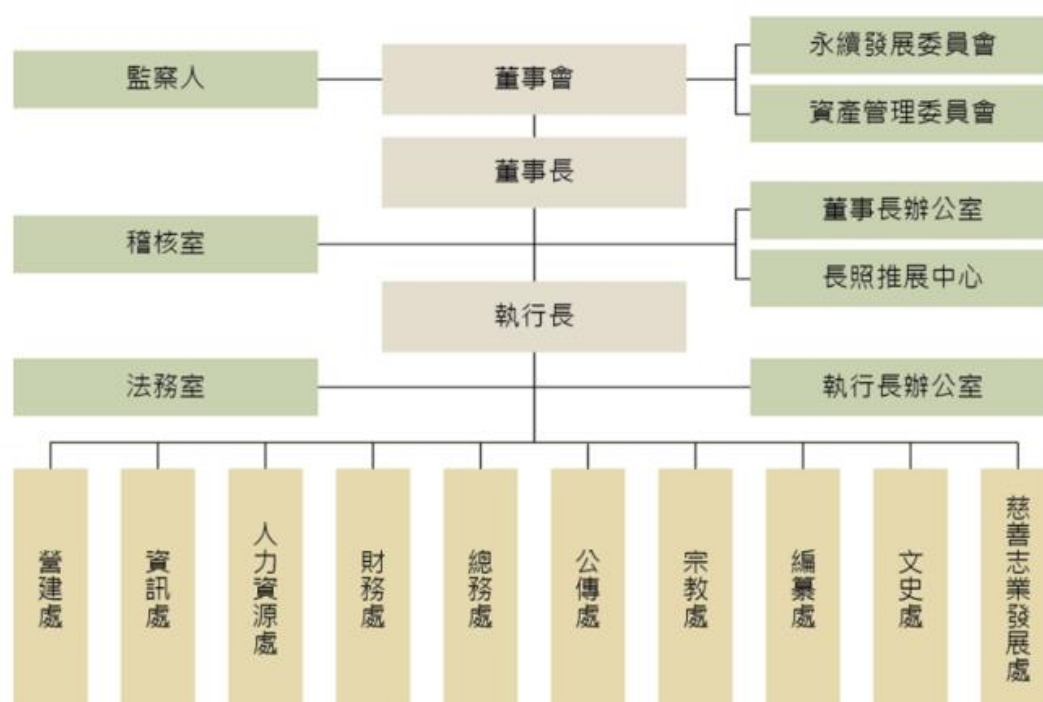 永續發展委員會
監察人
董事會
資產管理委員會
董事長
董事長辦公室
稽核室
長照推展中心
執行長
法務室
執行長辦公室
營建處
資訊處
人力資源處
財務處
總務處
公傳處
宗教處
編纂處
文史處
慈善志業發展處